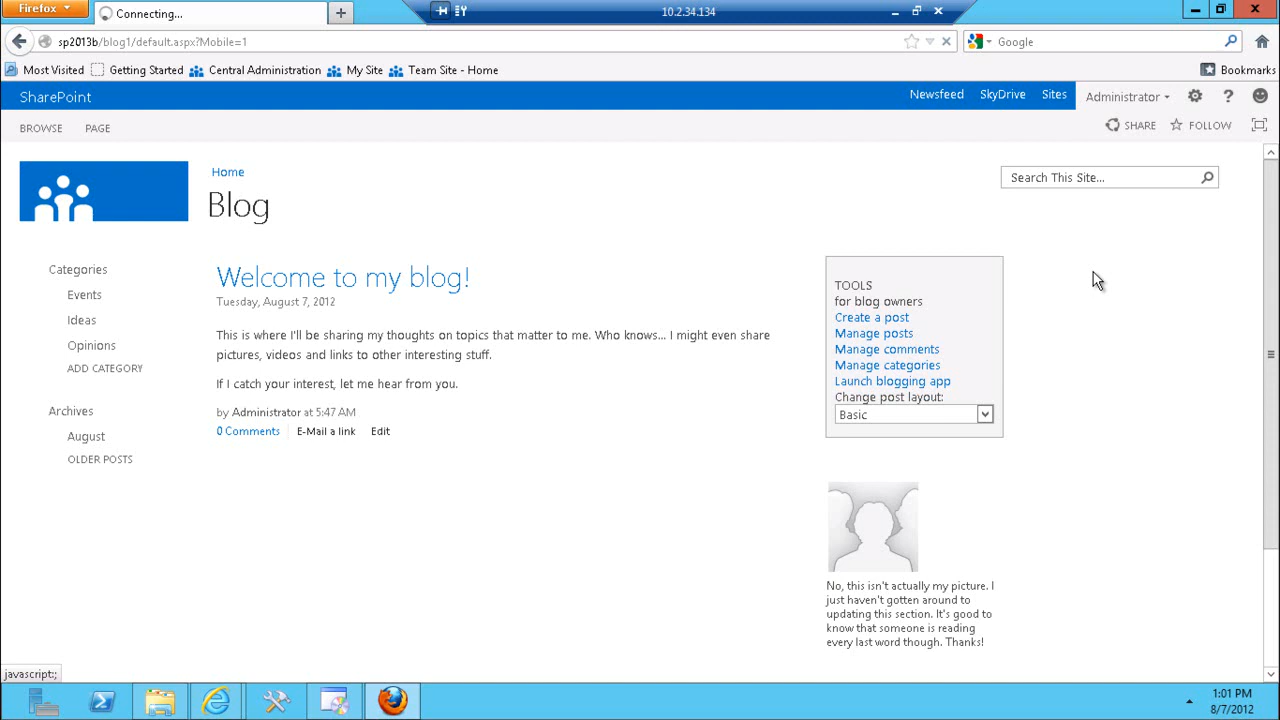 Firefox
Connecting...
10.2.34.134
sp2013b/blog1/default.aspx?Mobile=1
Google
Most Visited
Getting Started
Central Administration
My Site
Team Site - Home
Bookmarks
SharePoint
Newsfeed
SkyDrive
Sites
Administrator
?
BROWSE
PAGE
SHARE
FOLLOW
Home
Blog
Search This Site...
Categories
Events
Ideas
Opinions
ADD CATEGORY
Archives
August
OLDER POSTS
Welcome to my blog!
Tuesday, August 7, 2012
This is where I'll be sharing my thoughts on topics that matter to me. Who knows... I might even share
pictures, videos and links to other interesting stuff.
If I catch your interest, let me hear from you.
by Administrator at 5:47 AM
0 Comments
E-Mail a link
Edit
TOOLS
for blog owners
Create a post
Manage posts
Manage comments
Manage categories
Launch blogging app
Change post layout:
Basic
No, this isn't actually my picture. I
just haven't gotten around to
updating this section. It's good to
know that someone is reading
every last word though. Thanks!
javascript:;
1:01 PM
8/7/2012